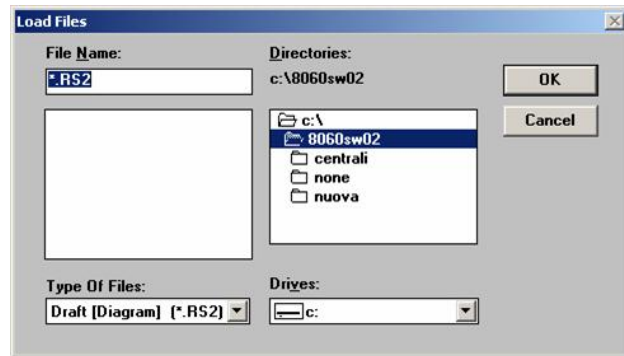 Load Files
File Name:
*.RS2
Directories:
c:\8060sw02
OK
Cancel
c:\
8060sw02
centrali
none
nuova
Type Of Files:
Draft [Diagram] (*.RS2)
Drives:
c: